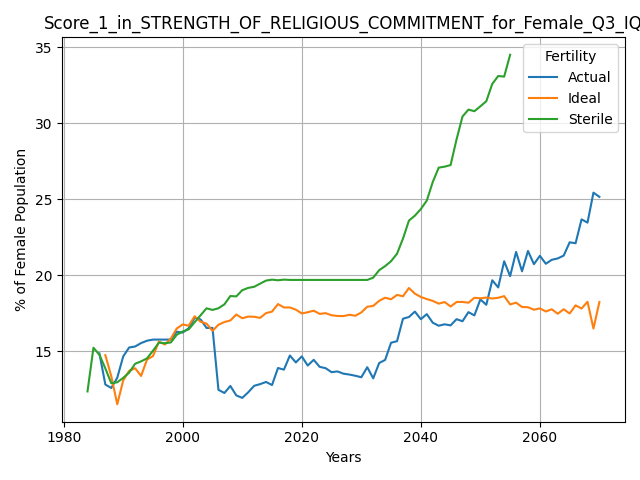 Score_1_in_STRENGTH_OF_RELIGIOUS_COMMITMENT_for_Female_Q3_IQ
Fertility
Actual
Ideal
Sterile
% of Female Population
35
30
25
20
15
1980 2000 2020 2040 2060
Years